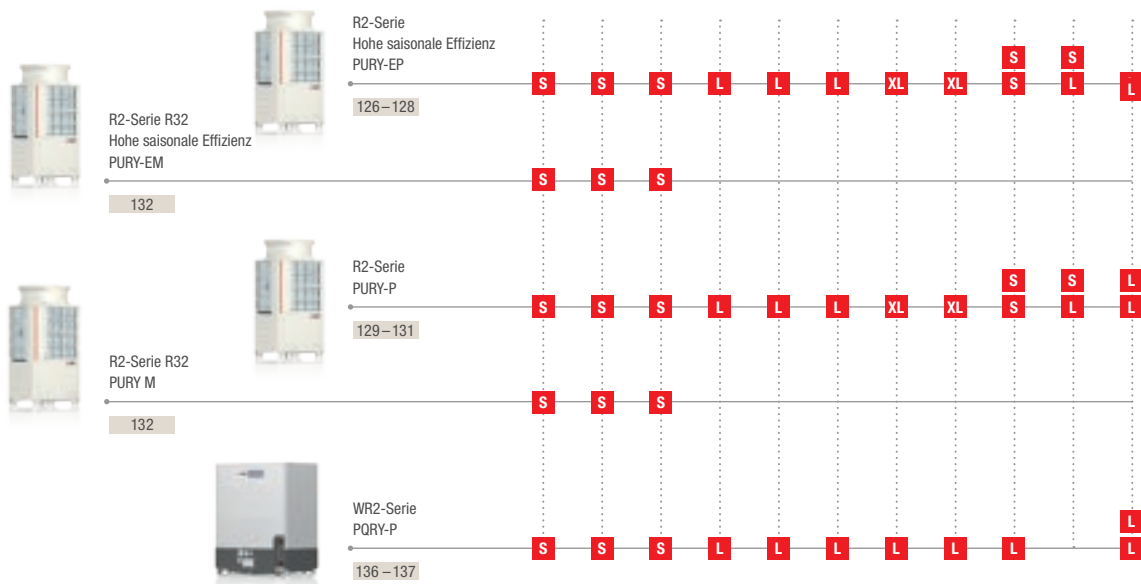 R2-Serie
Hohe saisonale Effizienz
PURY-EP
S S
S S S L L L XL XL S L L
126–128
R2-Serie R32
Hohe saisonale Effizienz
PURY-EM
S S S
132
R2-Serie
PURY-P
S S L
S S S L L L XL XL S L L
129–131
R2-Serie R32
PURY M
S S S
132
WR2-Serie
PQRY-P
L
S S S L L L L L L L
136–137